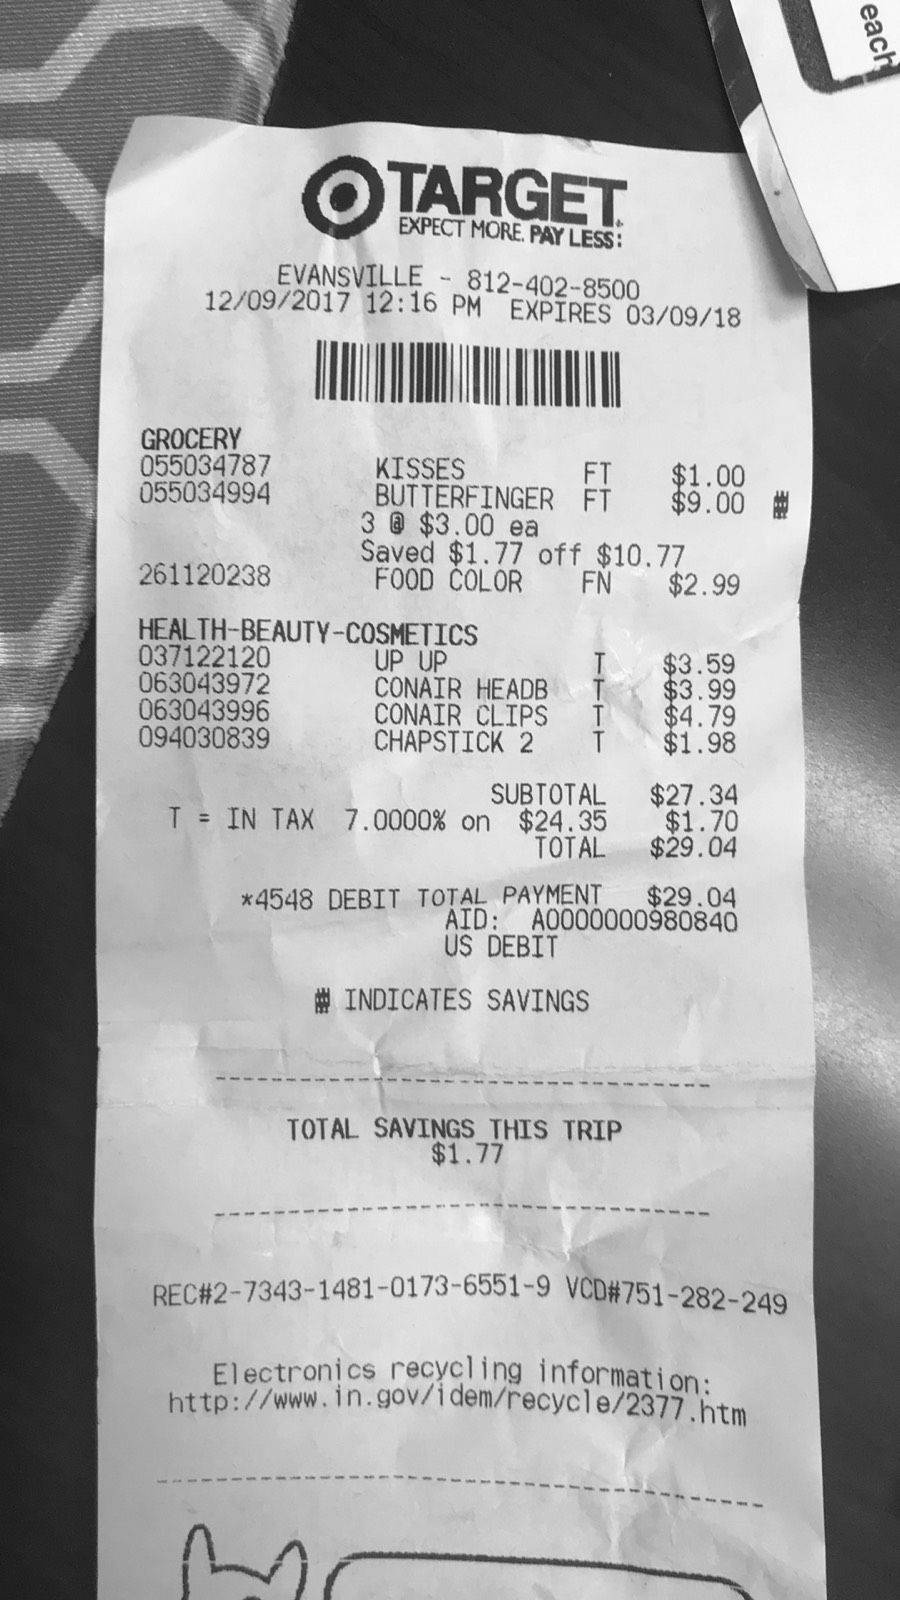 each
TARGET
EXPECT MORE. PAY LESS:
EVANSVILLE - 812-402-8500
12/09/2017 12:16 PM EXPIRES 03/09/18
GROCERY
055034787 KISSES FT $1.00
055034994 BUTTERFINGER FT $9.00 #
3 @ $3.00 ea
Saved $1.77 off $10.77
261120238 FOOD COLOR FN $2.99
HEALTH-BEAUTY-COSMETICS
037122120 UP UP T $3.59
063043972 CONAIR HEADB T $3.99
063043996 CONAIR CLIPS T $4.79
094030839 CHAPSTICK 2 T $1.98
SUBTOTAL $27.34
T = IN TAX 7.0000% on $24.35 $1.70
TOTAL $29.04
*4548 DEBIT TOTAL PAYMENT $29.04
AID: A0000000980840
US DEBIT
# INDICATES SAVINGS
TOTAL SAVINGS THIS TRIP
$1.77
REC#2-7343-1481-0173-6551-9 VCD#751-282-249
Electronics recycling information:
http://www.in.gov/idem/recycle/2377.htm